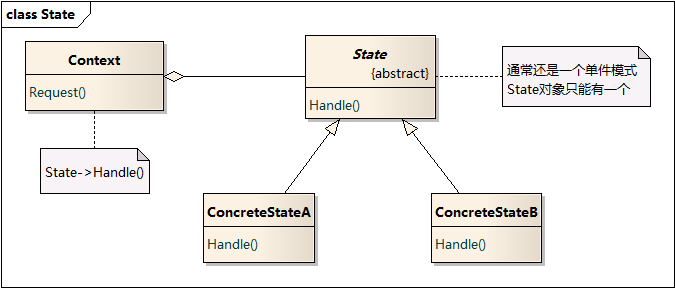 class State
Context
Request()
State
{abstract}
Handle()
通常还是一个单件模式
State对象只能有一个
State->Handle()
ConcreteStateA
Handle()
ConcreteStateB
Handle()